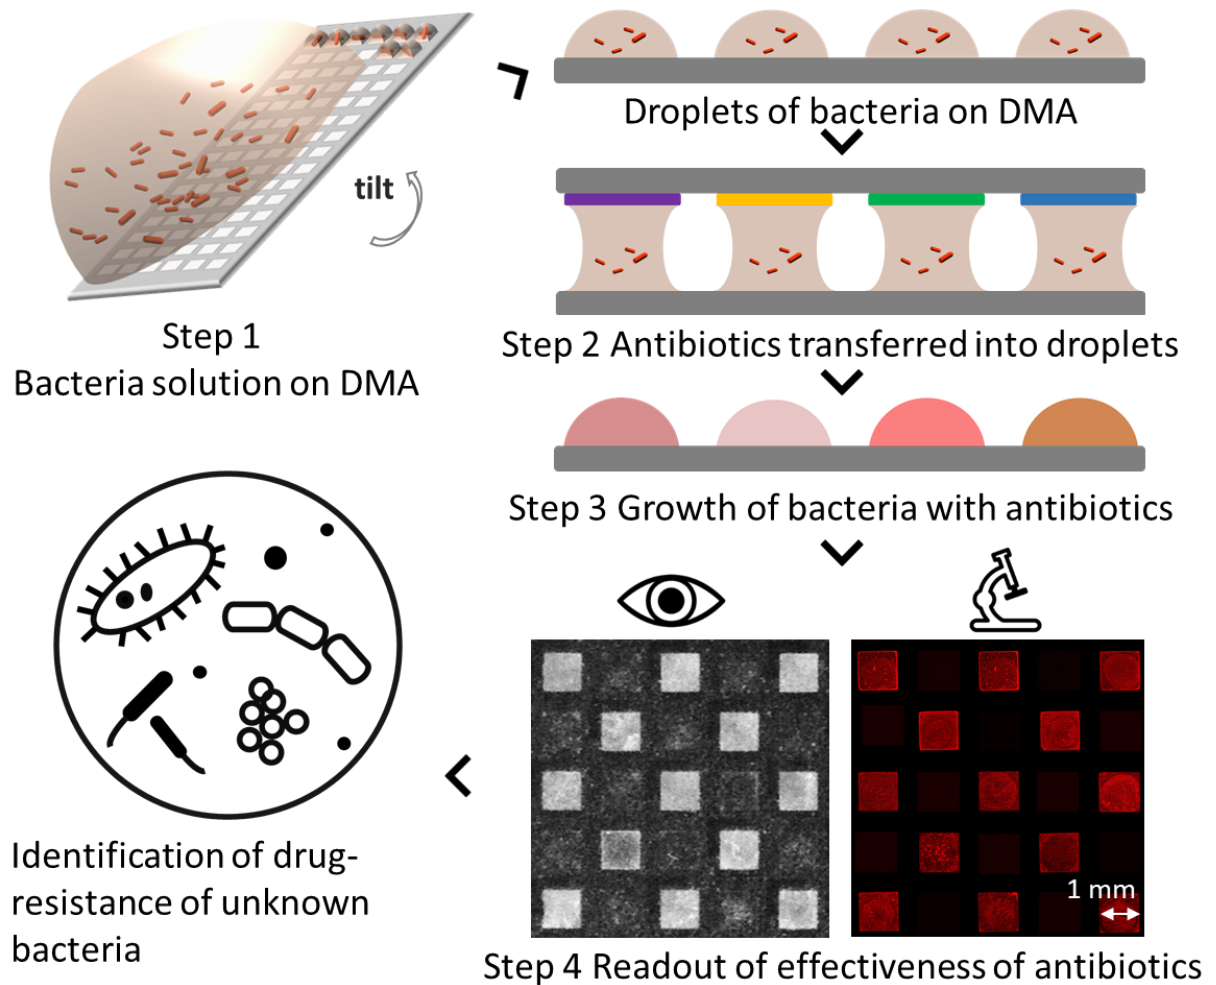 tilt
Step 1
Bacteria solution on DMA
Droplets of bacteria on DMA
Step 2 Antibiotics transferred into droplets
Step 3 Growth of bacteria with antibiotics
1 mm
Step 4 Readout of effectiveness of antibiotics
Identification of drug-
resistance of unknown
bacteria